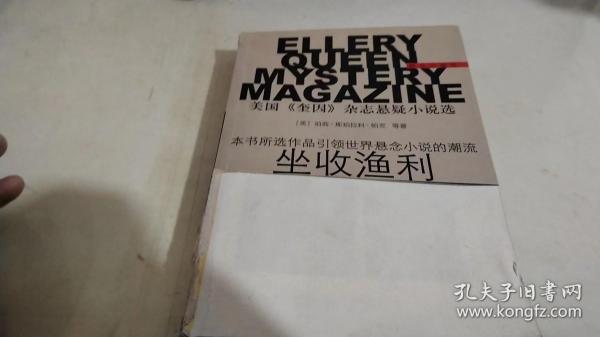 ELLERY
QUEEN
MYSTERY
MAGAZINE
美国《奎因》杂志悬疑小说选
等著
本书所选作品引领世界悬念小说的潮流
坐收渔利
孔夫子旧书网
www.kongfz.com